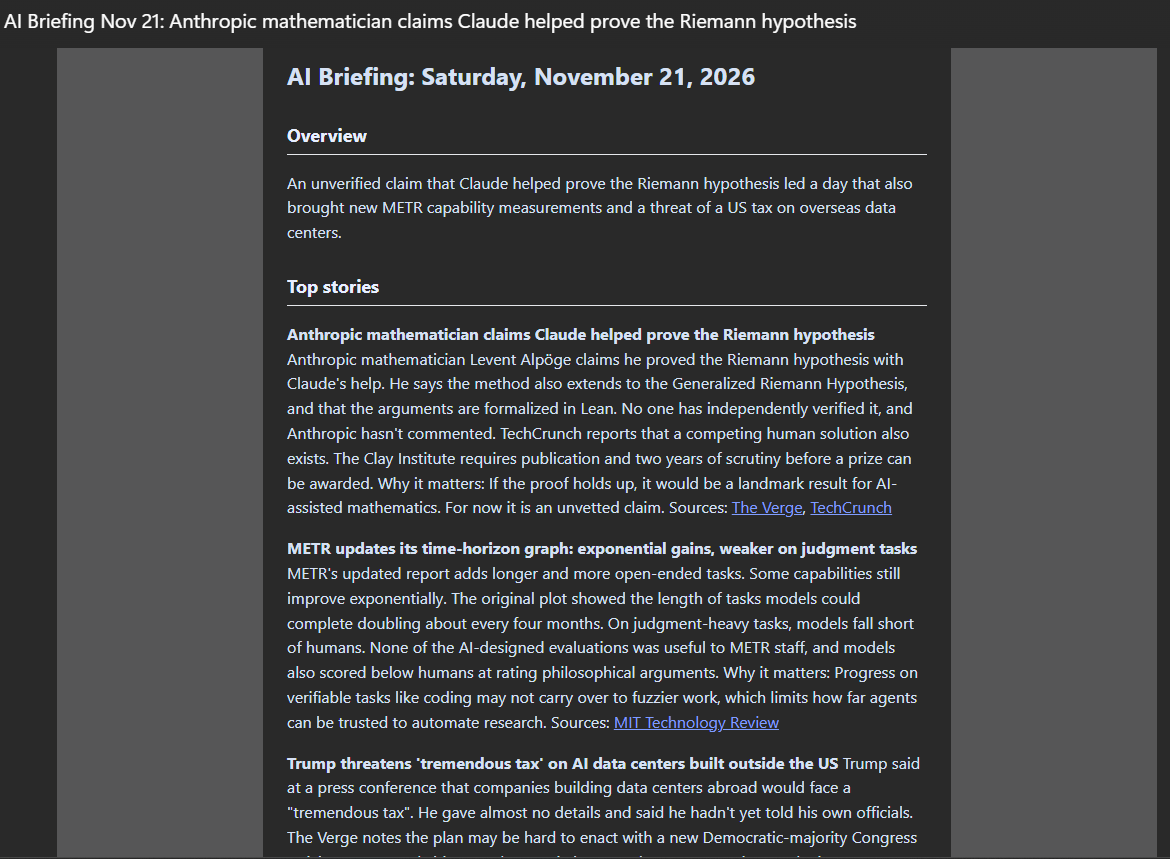 AI Briefing Nov 21: Anthropic mathematician claims Claude helped prove the Riemann hypothesis
AI Briefing: Saturday, November 21, 2026
Overview
An unverified claim that Claude helped prove the Riemann hypothesis led a day that also
brought new METR capability measurements and a threat of a US tax on overseas data
centers.
Top stories
Anthropic mathematician claims Claude helped prove the Riemann hypothesis
Anthropic mathematician Levent Alpöge claims he proved the Riemann hypothesis with
Claude's help. He says the method also extends to the Generalized Riemann Hypothesis,
and that the arguments are formalized in Lean. No one has independently verified it, and
Anthropic hasn't commented. TechCrunch reports that a competing human solution also
exists. The Clay Institute requires publication and two years of scrutiny before a prize can
be awarded. Why it matters: If the proof holds up, it would be a landmark result for AI-
assisted mathematics. For now it is an unvetted claim. Sources: The Verge, TechCrunch
METR updates its time-horizon graph: exponential gains, weaker on judgment tasks
METR's updated report adds longer and more open-ended tasks. Some capabilities still
improve exponentially. The original plot showed the length of tasks models could
complete doubling about every four months. On judgment-heavy tasks, models fall short
of humans. None of the AI-designed evaluations was useful to METR staff, and models
also scored below humans at rating philosophical arguments. Why it matters: Progress on
verifiable tasks like coding may not carry over to fuzzier work, which limits how far agents
can be trusted to automate research. Sources: MIT Technology Review
Trump threatens 'tremendous tax' on AI data centers built outside the US Trump said
at a press conference that companies building data centers abroad would face a
"tremendous tax". He gave almost no details and said he hadn't yet told his own officials.
The Verge notes the plan may be hard to enact with a new Democratic-majority Congress